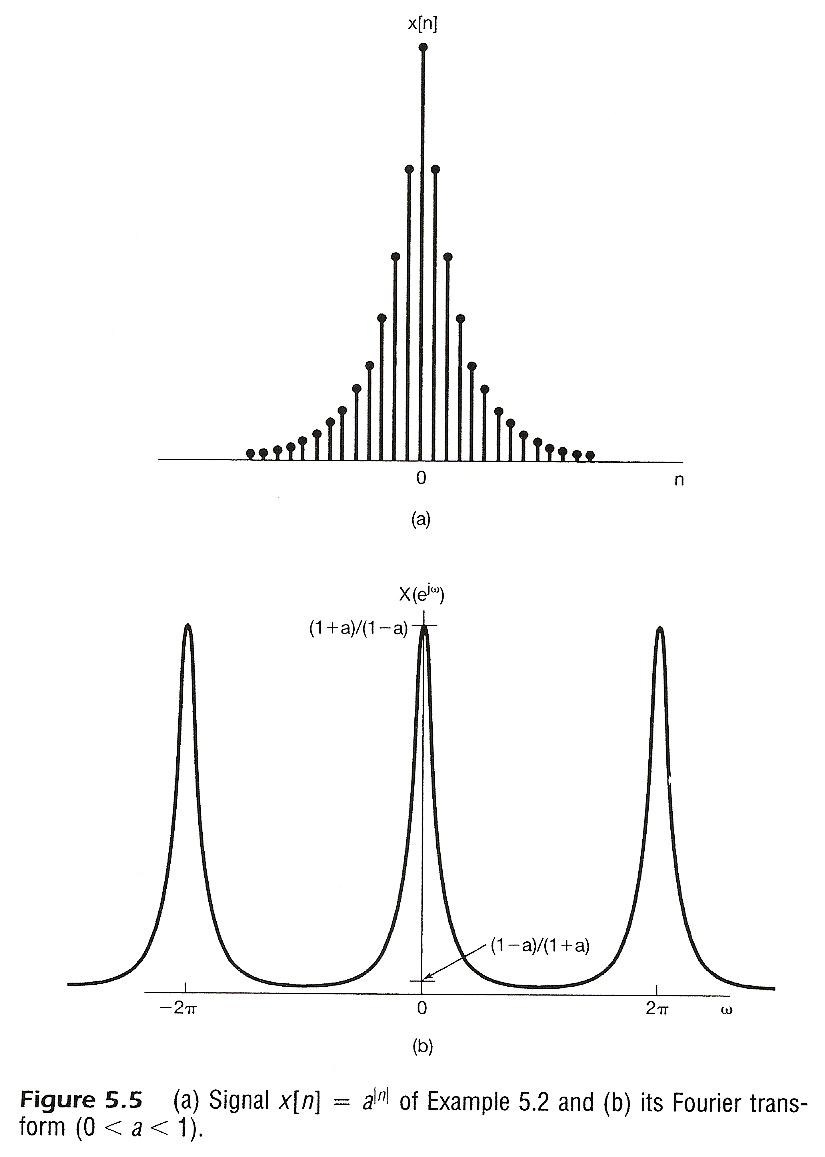 x[n]
0
n
(a)
X(e^jω)
(1+a)/(1−a)
(1−a)/(1+a)
−2π
0
2π
ω
(b)
Figure 5.5 (a) Signal x[n] = a^|n| of Example 5.2 and (b) its Fourier trans-
form (0 < a < 1).